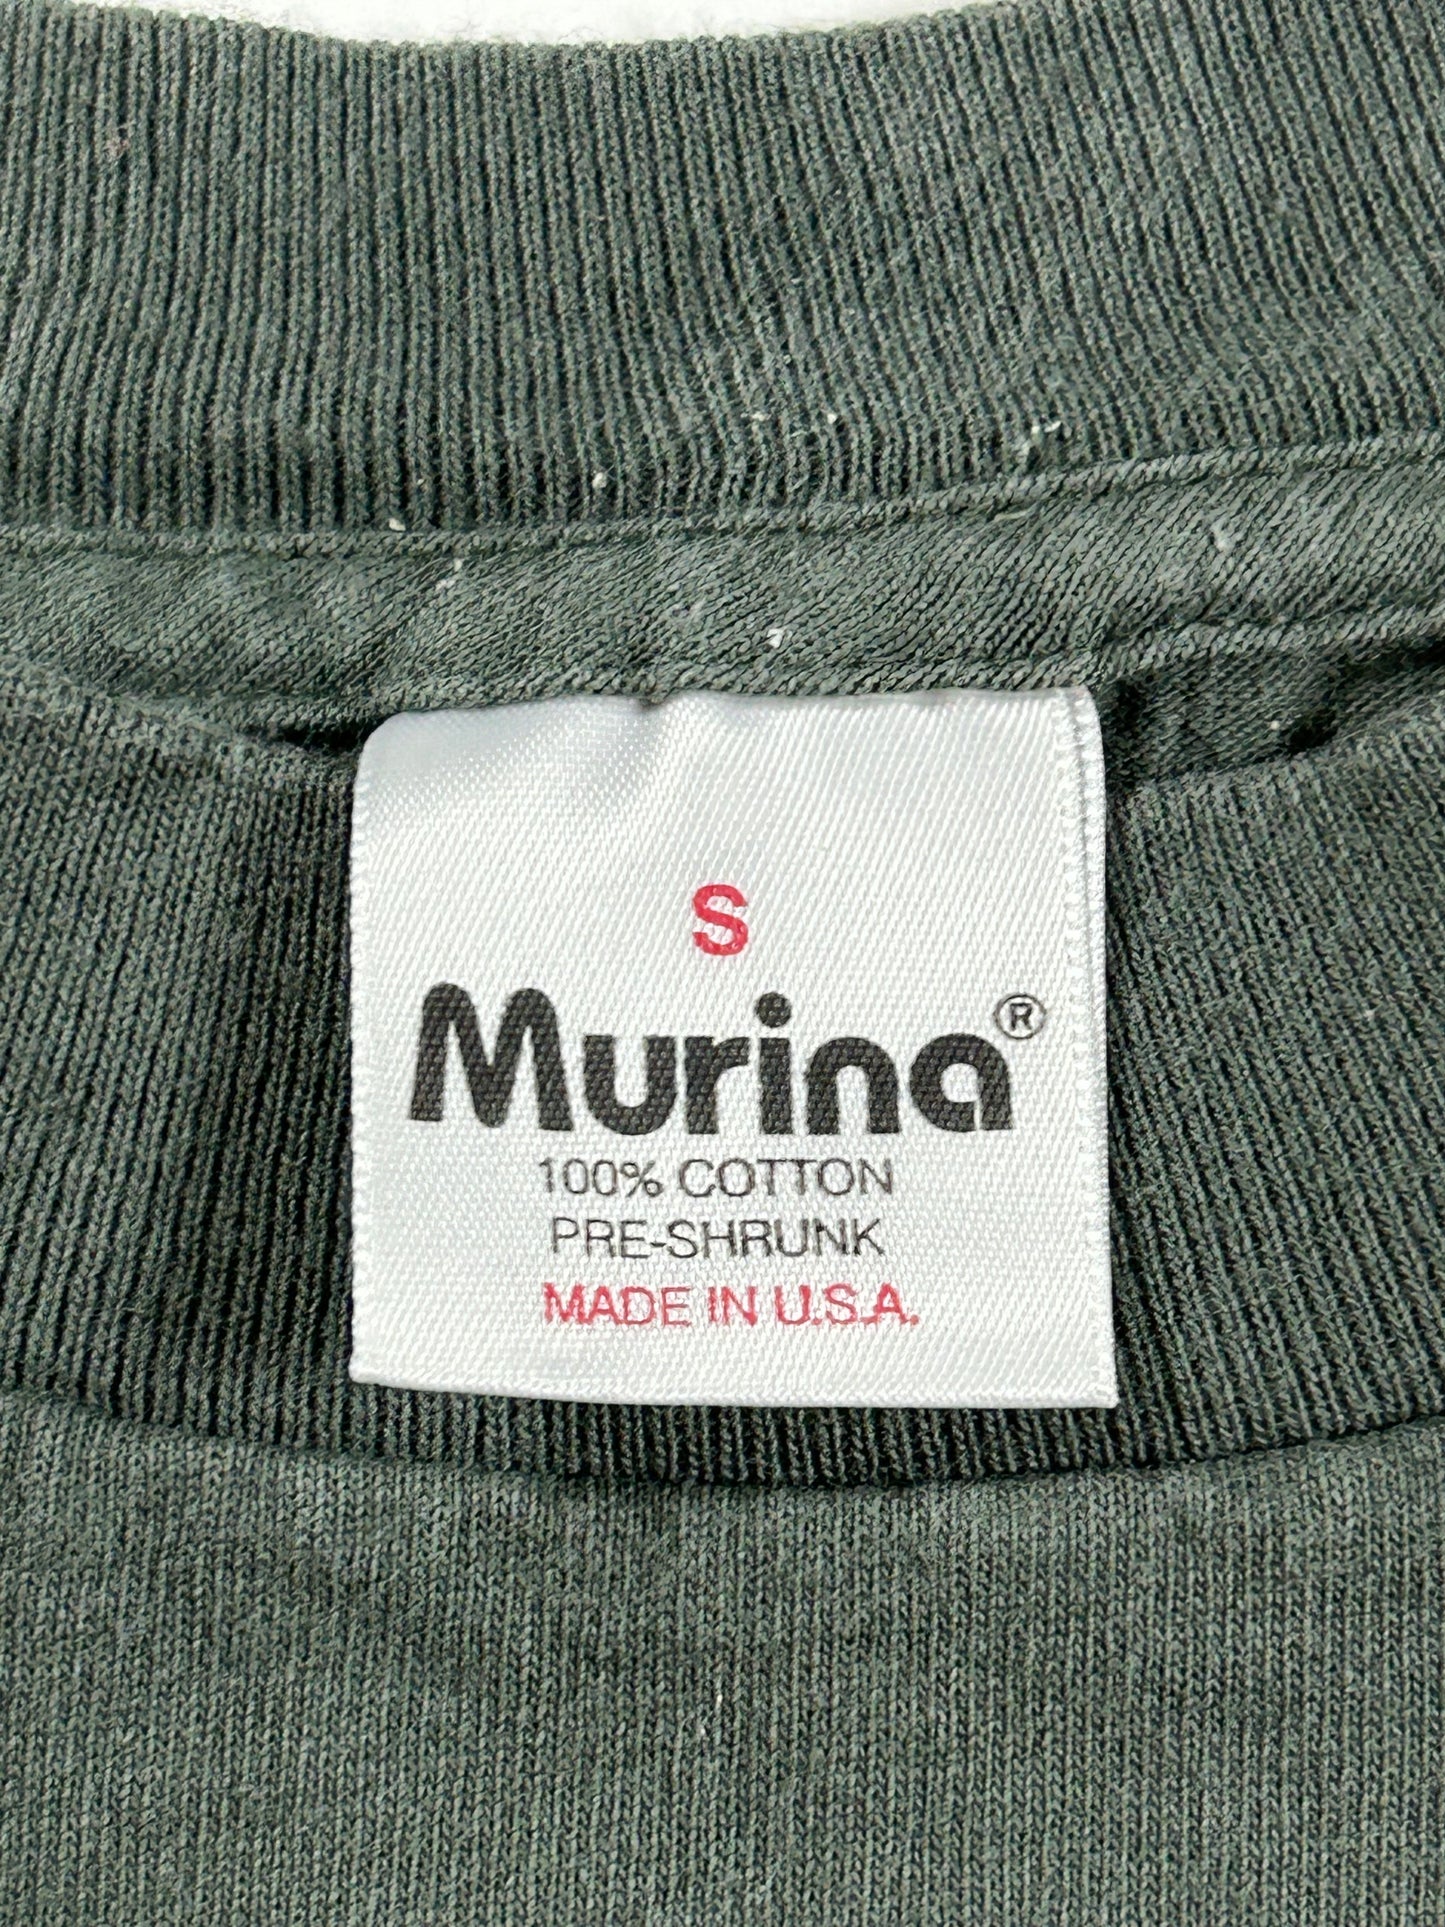 S
Murina®
100% COTTON
PRE-SHRUNK
MADE IN U.S.A.